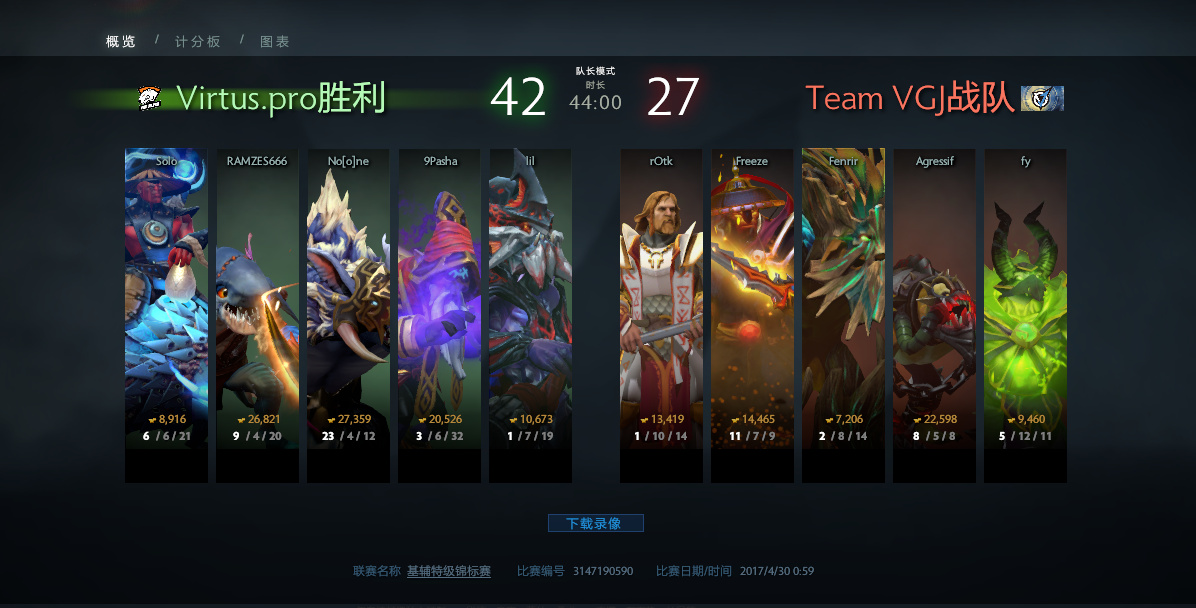 概览 / 计分板 / 图表
队长模式
Virtus.pro胜利 42 时长 27 Team VGJ战队
44:00
Solo RAMZES666 No[o]ne 9Pasha lil rOtk Freeze Fenrir Agressif fy
8,916 26,821 27,359 20,526 10,673 13,419 14,465 7,206 22,598 9,460
6 / 6 / 21 9 / 4 / 20 23 / 4 / 12 3 / 6 / 32 1 / 7 / 19 1 / 10 / 14 11 / 7 / 9 2 / 8 / 14 8 / 5 / 8 5 / 12 / 11
下载录像
联赛名称 基辅特级锦标赛 比赛编号 3147190590 比赛日期/时间 2017/4/30 0:59